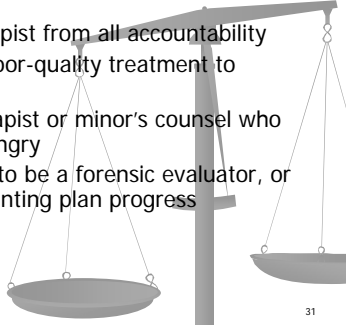 pist from all accountability
oor-quality treatment to
apist or minor's counsel who
ngry
to be a forensic evaluator, or
nting plan progress
31